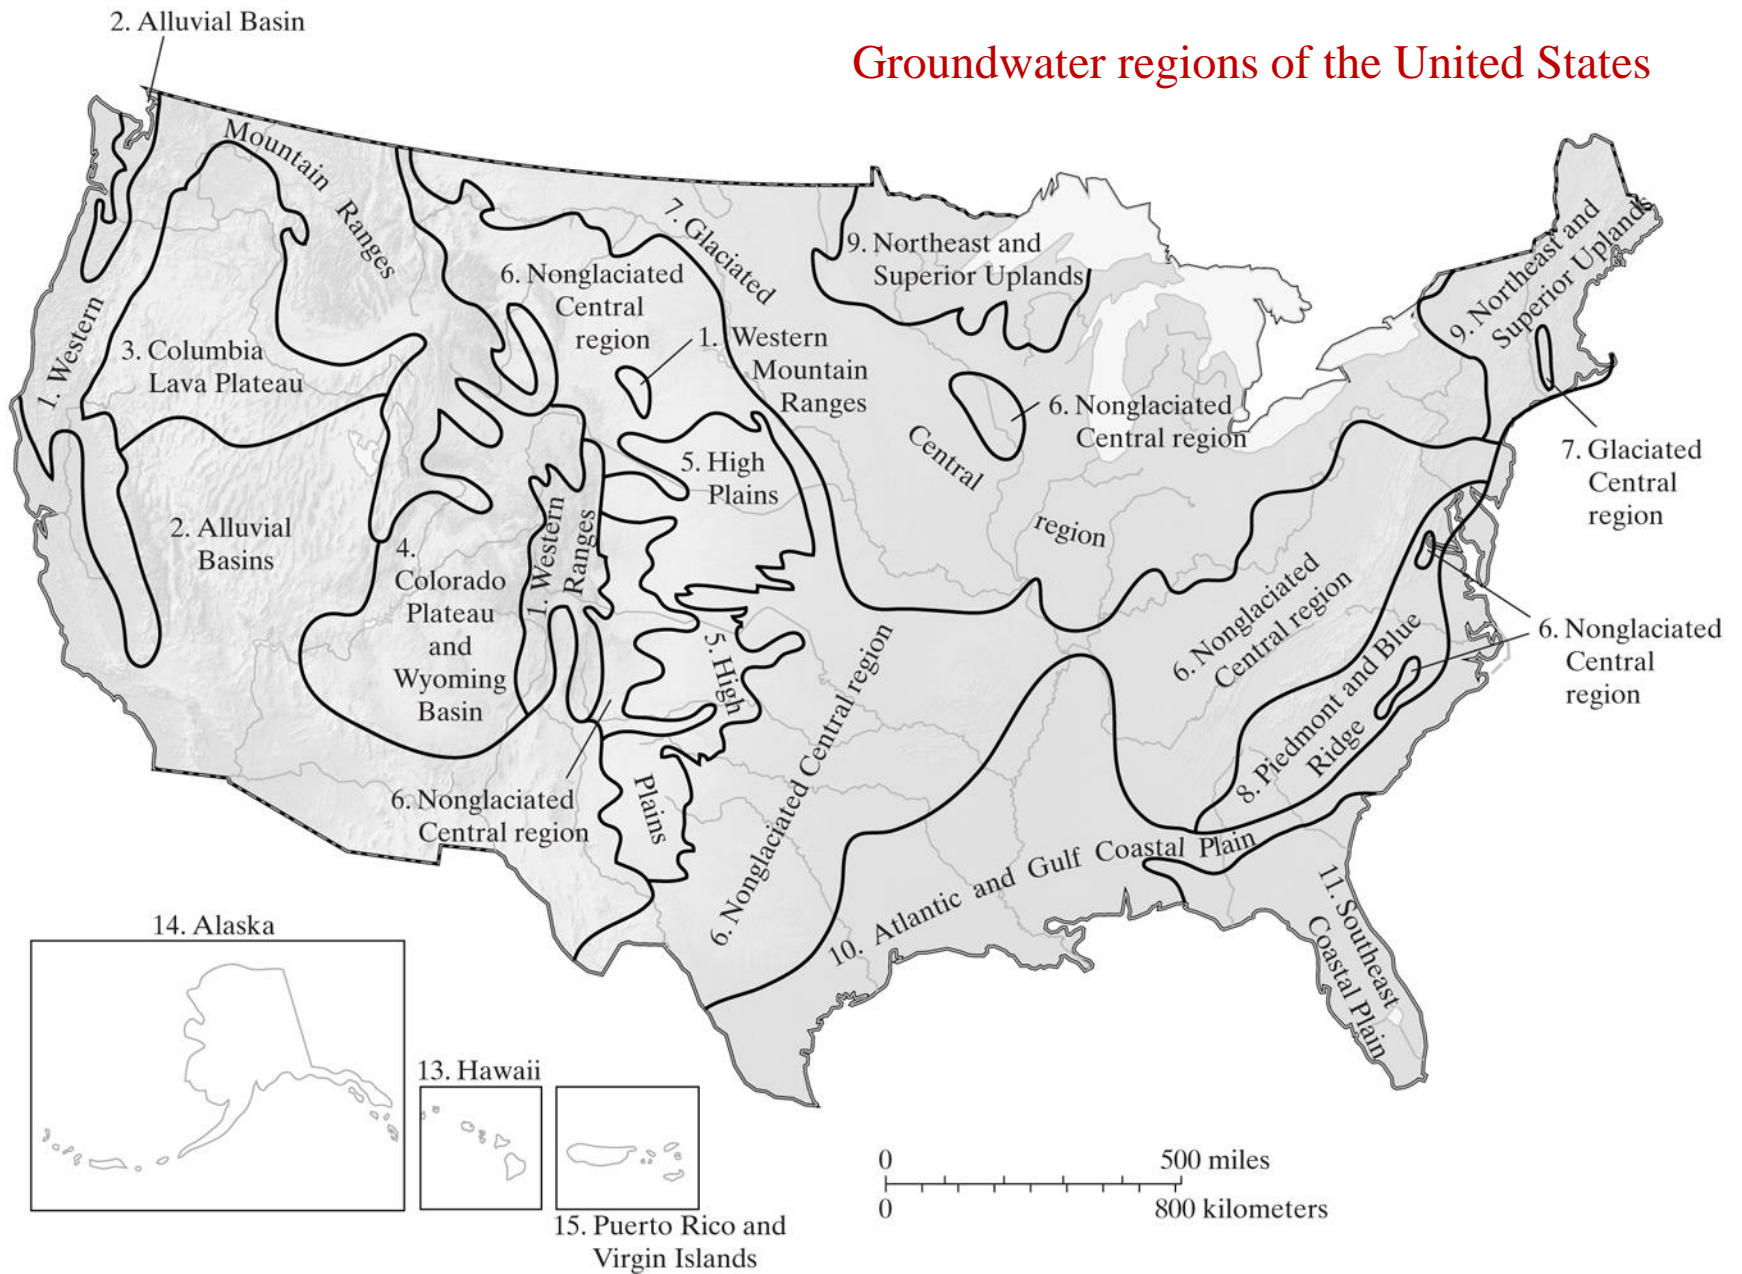 2. Alluvial Basin
Groundwater regions of the United States
Mountain
Ranges
7. Glaciated
9. Northeast and
Superior Uplands
9. Northeast and
Superior Uplands
6. Nonglaciated
Central
region
1. Western
Mountain
Ranges
1. Western
3. Columbia
Lava Plateau
6. Nonglaciated
Central region
Central
region
7. Glaciated
Central
region
5. High
Plains
2. Alluvial
Basins
4.
Colorado
Plateau
and
Wyoming
Basin
1. Western
Ranges
6. Nonglaciated
Central region
6. Nonglaciated
Central
region
8. Piedmont and Blue
Ridge
5. High
Plains
6. Nonglaciated Central region
6. Nonglaciated
Central region
10. Atlantic and Gulf Coastal Plain
11. Southeast
Coastal Plain
14. Alaska
13. Hawaii
15. Puerto Rico and
Virgin Islands
0 500 miles
0 800 kilometers